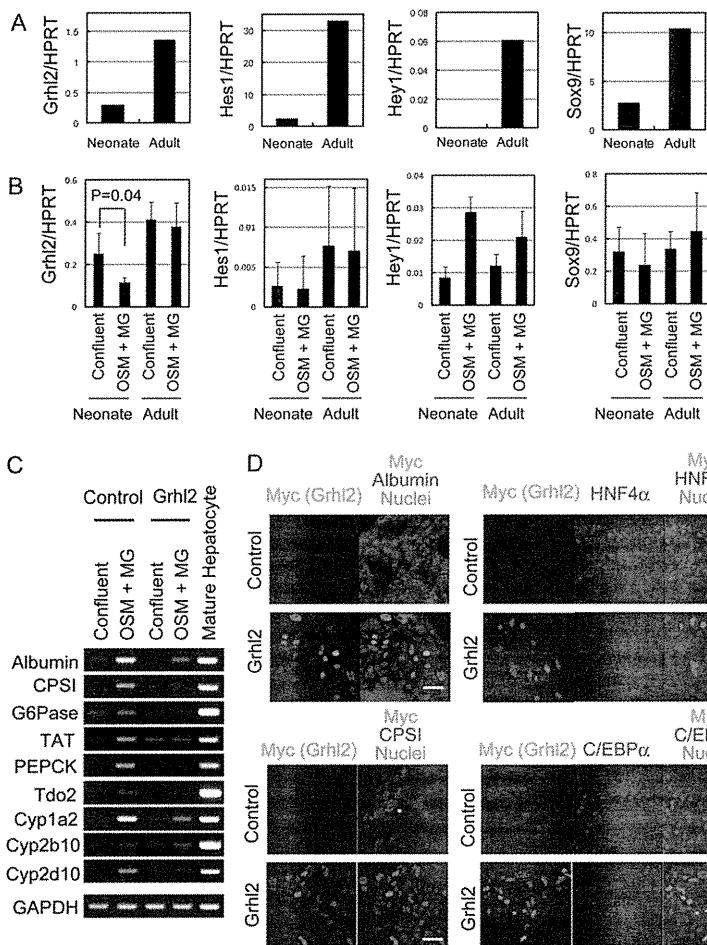 A
Grhl2/HPRT
1.5
1.0
0.5
0
Neonate Adult
Hes1/HPRT
30
20
10
0
Neonate Adult
Hey1/HPRT
0.06
0.04
0.02
0.00
Neonate Adult
Sox9/HPRT
10
5
0
Neonate Adult
B
Grhl2/HPRT
0.6
0.4
0.2
0
P=0.04
Confluent
OSM + MG
Confluent
OSM + MG
Neonate Adult
Hes1/HPRT
0.015
0.01
0.005
0
Confluent
OSM + MG
Confluent
OSM + MG
Neonate Adult
Hey1/HPRT
0.04
0.03
0.02
0.01
0
Confluent
OSM + MG
Confluent
OSM + MG
Neonate Adult
Sox9/HPRT
0.8
0.6
0.4
0.2
0
Confluent
OSM + MG
Confluent
OSM + MG
Neonate Adult
C
Control Grhl2
Confluent
OSM + MG
Confluent
OSM + MG
Mature Hepatocyte
Albumin
CPSI
G6Pase
TAT
PEPCK
Tdo2
Cyp1a2
Cyp2b10
Cyp2d10
GAPDH
D
Myc (Grhl2)
Myc
Albumin
Nuclei
Control
Grhl2
Myc (Grhl2)
HNF4α
My
HNF
Nuc
Control
Grhl2
Myc (Grhl2)
Myc
CPSI
Nuclei
Control
Grhl2
Myc (Grhl2)
C/EBPα
My
C/EB
Nuc
Control
Grhl2